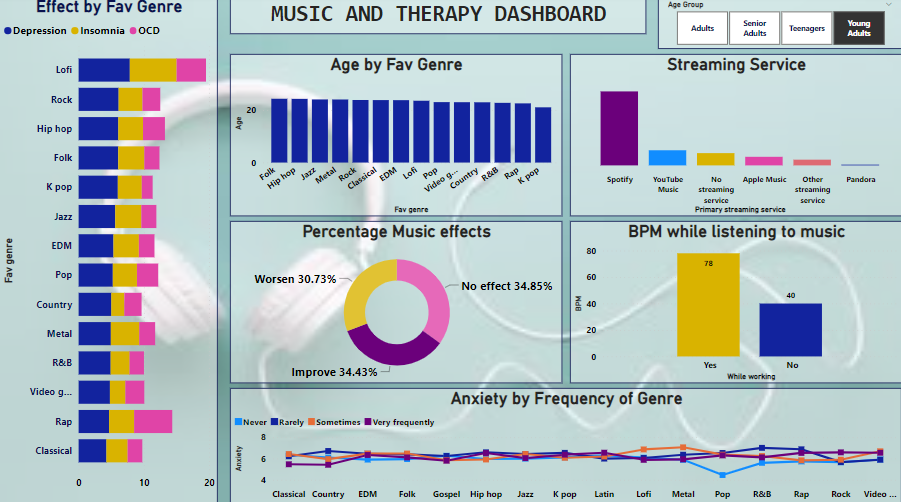 Effect by Fav Genre
Depression Insomnia OCD
Fav genre
Lofi
Rock
Hip hop
Folk
K pop
Jazz
EDM
Pop
Country
Metal
R&B
Video g...
Rap
Classical
0 10 20
MUSIC AND THERAPY DASHBOARD
Age Group
Adults
Senior Adults
Teenagers
Young Adults
Age by Fav Genre
Age
20
0
Folk Hip hop Jazz Metal Rock Classical EDM Lofi Pop Video g... Country R&B Rap K pop
Fav genre
Streaming Service
Spotify
YouTube Music
No streaming service
Apple Music
Other streaming service
Pandora
Primary streaming service
Percentage Music effects
Worsen 30.73%
No effect 34.85%
Improve 34.43%
BPM while listening to music
BPM
80
60
40
20
0
78
40
Yes No
While working
Anxiety by Frequency of Genre
Never Rarely Sometimes Very frequently
Anxiety
8
6
4
Classical Country EDM Folk Gospel Hip hop Jazz K pop Latin Lofi Metal Pop R&B Rap Rock Video ...